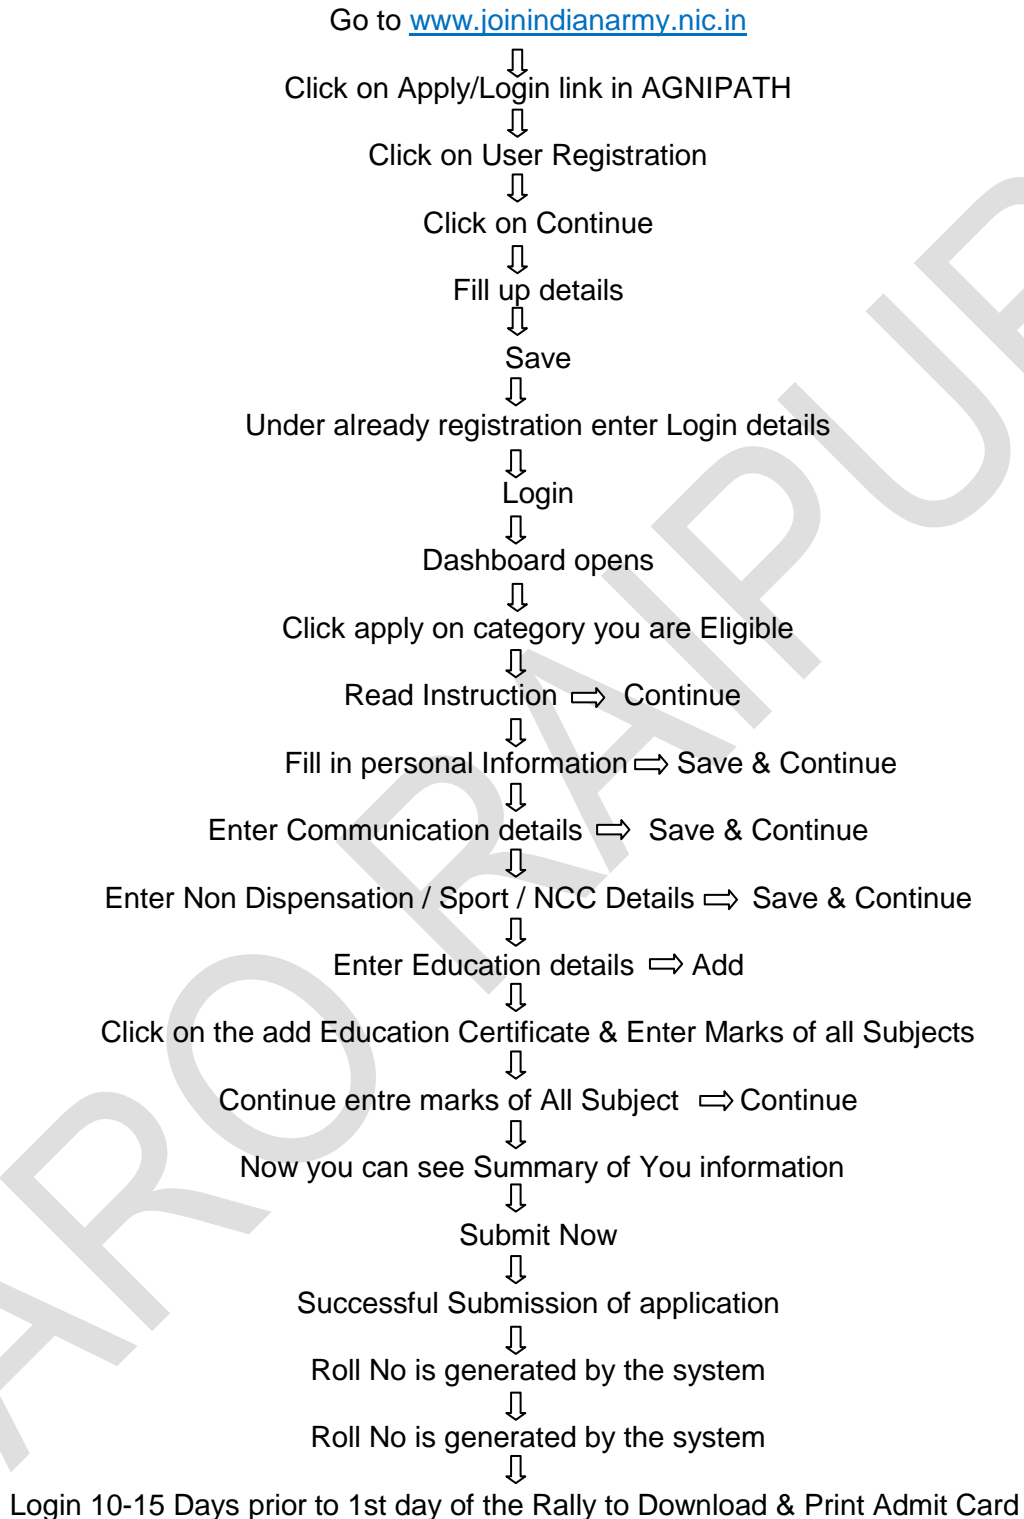 Go to www.joinindianarmy.nic.in
Click on Apply/Login link in AGNIPATH
Click on User Registration
Click on Continue
Fill up details
Save
Under already registration enter Login details
Login
Dashboard opens
Click apply on category you are Eligible
Read Instruction ⇨ Continue
Fill in personal Information ⇨ Save & Continue
Enter Communication details ⇨ Save & Continue
Enter Non Dispensation / Sport / NCC Details ⇨ Save & Continue
Enter Education details ⇨ Add
Click on the add Education Certificate & Enter Marks of all Subjects
Continue entre marks of All Subject ⇨ Continue
Now you can see Summary of You information
Submit Now
Successful Submission of application
Roll No is generated by the system
Roll No is generated by the system
Login 10-15 Days prior to 1st day of the Rally to Download & Print Admit Card
ARO RAIPUR